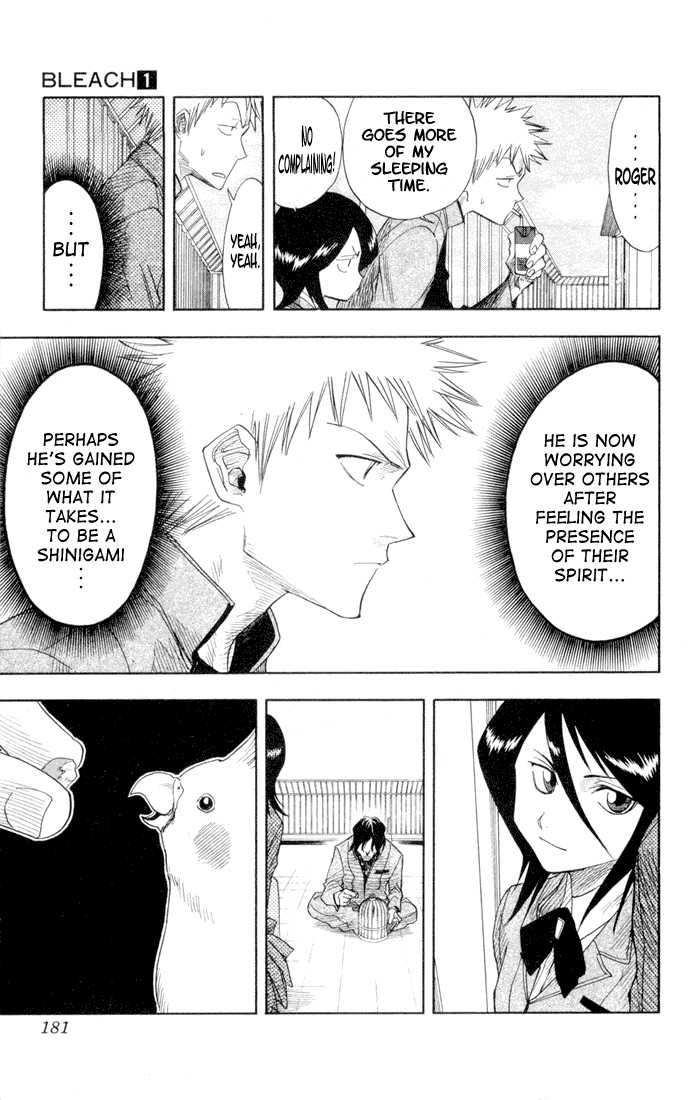 BLEACH 1
....
ROGER
....
THERE
GOES MORE
OF MY
SLEEPING
TIME.
NO
COMPLAINING!
YEAH,
YEAH.
....
BUT
....
HE IS NOW
WORRYING
OVER OTHERS
AFTER
FEELING THE
PRESENCE
OF THEIR
SPIRIT...
PERHAPS
HE'S GAINED
SOME OF
WHAT IT
TAKES...
TO BE A
SHINIGAMI
...
181